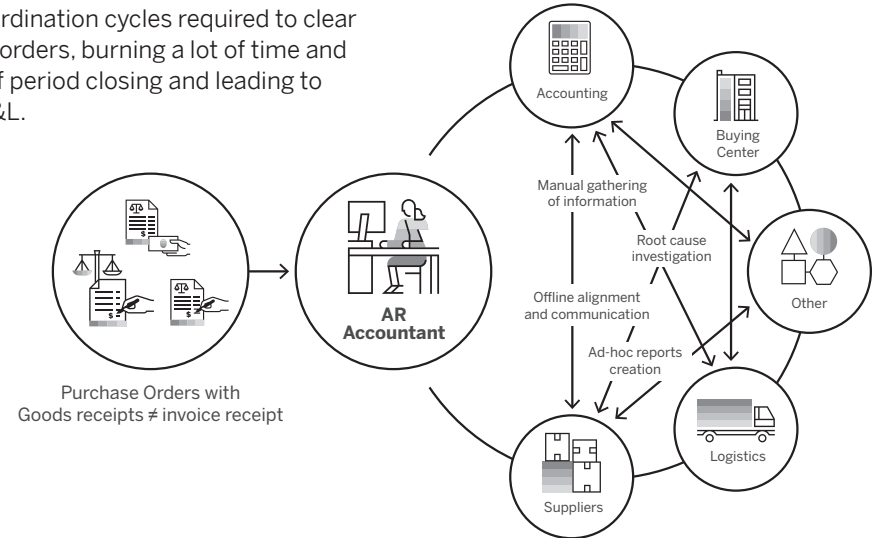 rdination cycles required to clear
orders, burning a lot of time and
f period closing and leading to
&L.
Accounting
Buying
Center
Manual gathering
of information
Root cause
investigation
Other
Offline alignment
and communication
AR
Accountant
Ad-hoc reports
creation
Purchase Orders with
Goods receipts ≠ invoice receipt
Logistics
Suppliers